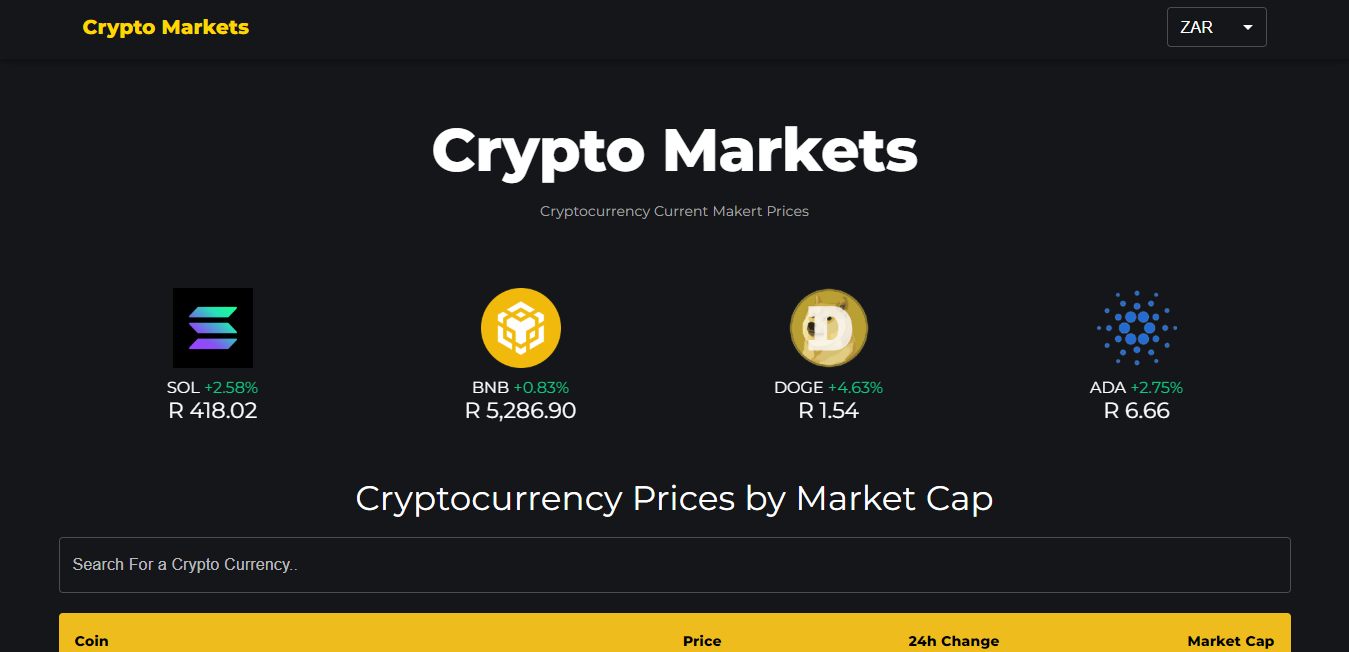 Crypto Markets
ZAR
Crypto Markets
Cryptocurrency Current Makert Prices
SOL +2.58%
R 418.02
BNB +0.83%
R 5,286.90
DOGE +4.63%
R 1.54
ADA +2.75%
R 6.66
Cryptocurrency Prices by Market Cap
Search For a Crypto Currency..
Coin Price 24h Change Market Cap